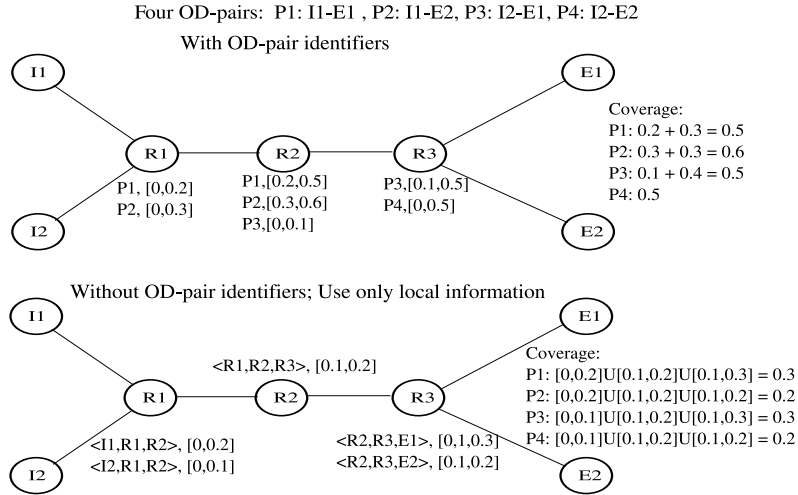 Four OD-pairs: P1: I1-E1 , P2: I1-E2, P3: I2-E1, P4: I2-E2
With OD-pair identifiers
I1
E1
R1
R2
R3
I2
E2
P1, [0,0.2]
P2, [0,0.3]
P1,[0.2,0.5]
P2,[0.3,0.6]
P3,[0,0.1]
P3,[0.1,0.5]
P4,[0,0.5]
Coverage:
P1: 0.2 + 0.3 = 0.5
P2: 0.3 + 0.3 = 0.6
P3: 0.1 + 0.4 = 0.5
P4: 0.5
Without OD-pair identifiers; Use only local information
I1
E1
<R1,R2,R3>, [0.1,0.2]
R1
R2
R3
<I1,R1,R2>, [0,0.2]
<I2,R1,R2>, [0,0.1]
<R2,R3,E1>, [0,1,0.3]
<R2,R3,E2>, [0.1,0.2]
I2
E2
Coverage:
P1: [0,0.2]U[0.1,0.2]U[0.1,0.3] = 0.3
P2: [0,0.2]U[0.1,0.2]U[0.1,0.2] = 0.2
P3: [0,0.1]U[0.1,0.2]U[0.1,0.3] = 0.3
P4: [0,0.1]U[0.1,0.2]U[0.1,0.2] = 0.2